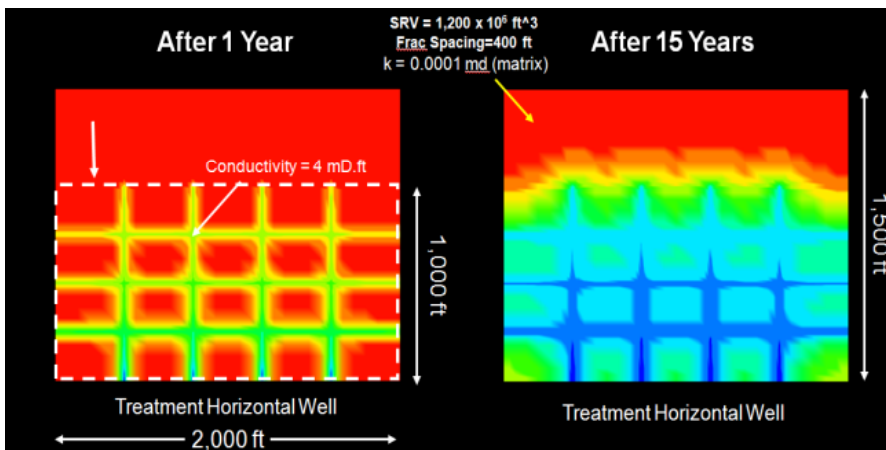 After 1 Year
SRV = 1,200 x 10⁶ ft^3
Frac Spacing=400 ft
k = 0.0001 md (matrix)
After 15 Years
Conductivity = 4 mD.ft
1,000 ft
1,500 ft
Treatment Horizontal Well
2,000 ft
Treatment Horizontal Well